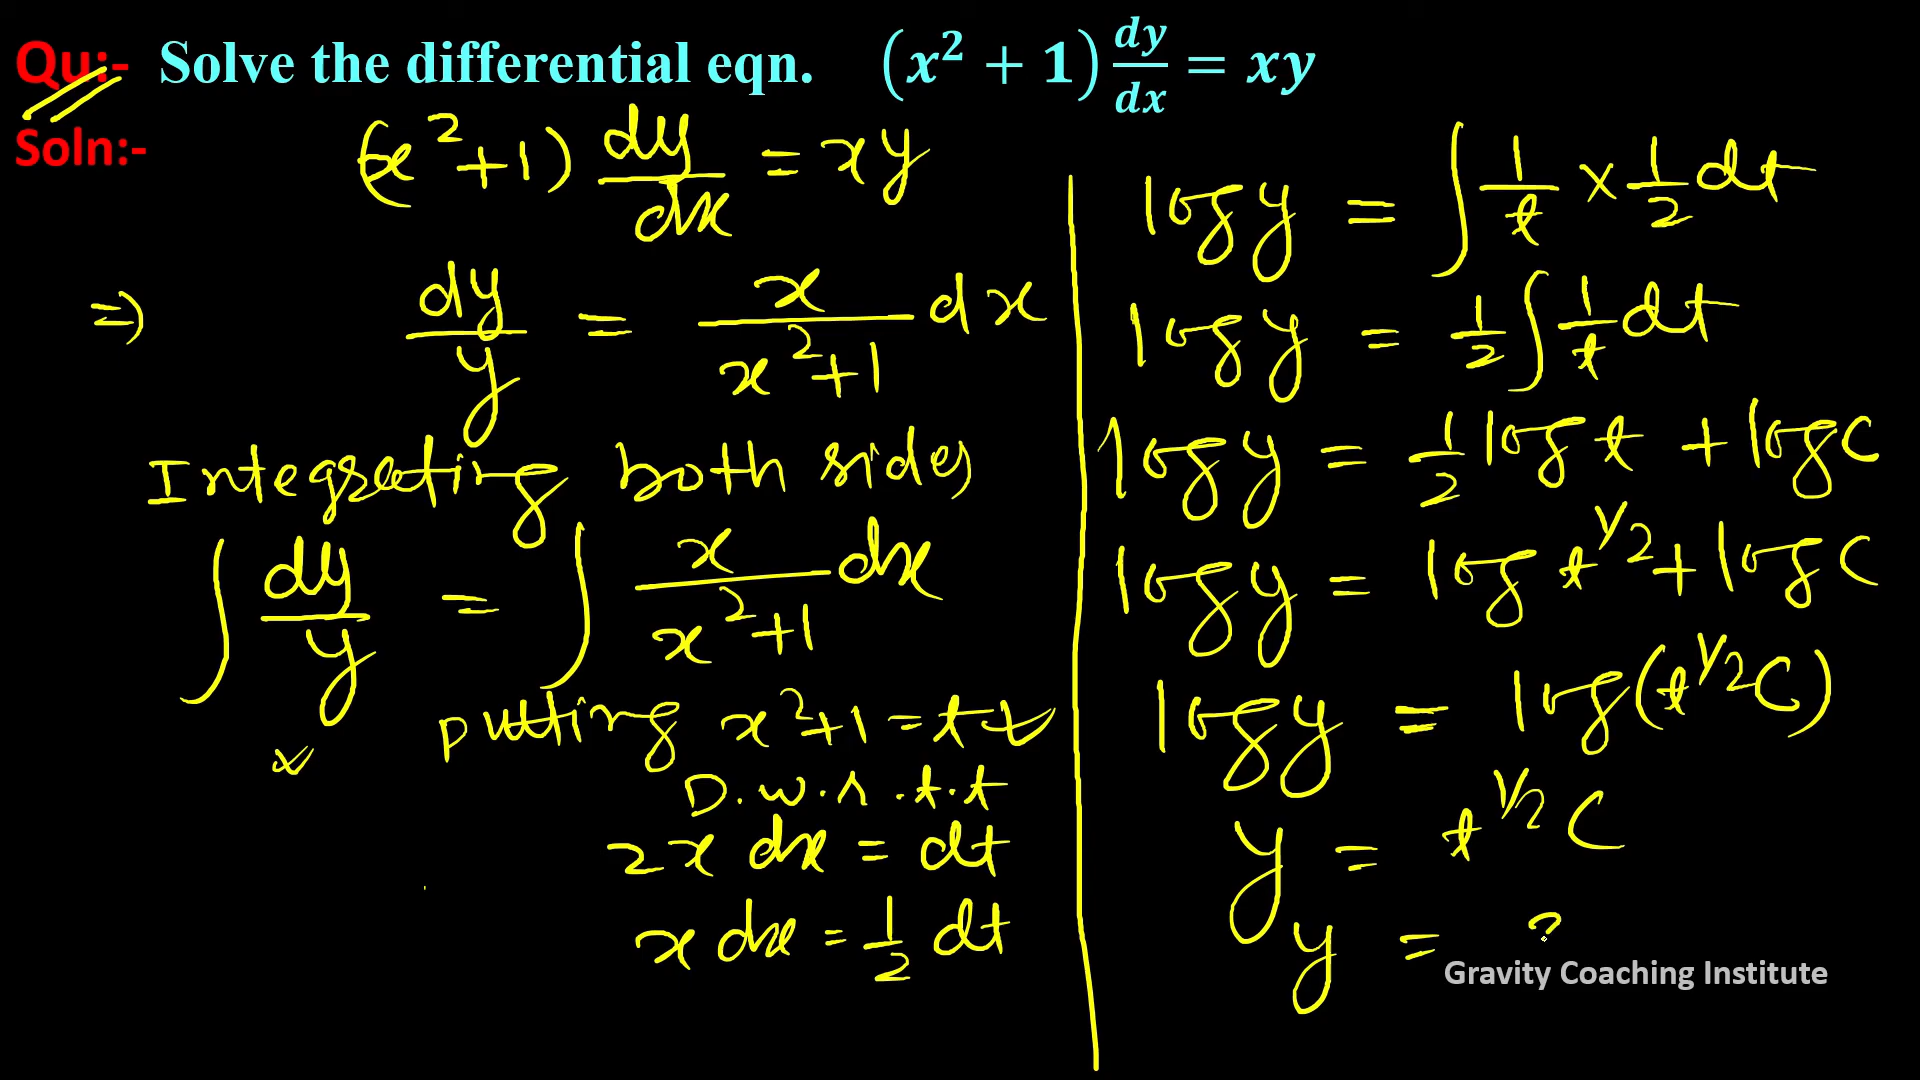 Qu:- Solve the differential eqn. (x² + 1) dy/dx = xy
Soln:-
(x²+1) dy/dx = xy
⇒ dy/y = x/(x²+1) dx
Integrating both sides
∫ dy/y = ∫ x/(x²+1) dx
putting x²+1 = t
D.w.r.t.t
2x dx = dt
x dx = 1/2 dt
log y = ∫ 1/t × 1/2 dt
log y = 1/2 ∫ 1/t dt
log y = 1/2 log t + log C
log y = log t^1/2 + log C
log y = log (t^1/2 C)
y = t^1/2 C
y = ?
Gravity Coaching Institute